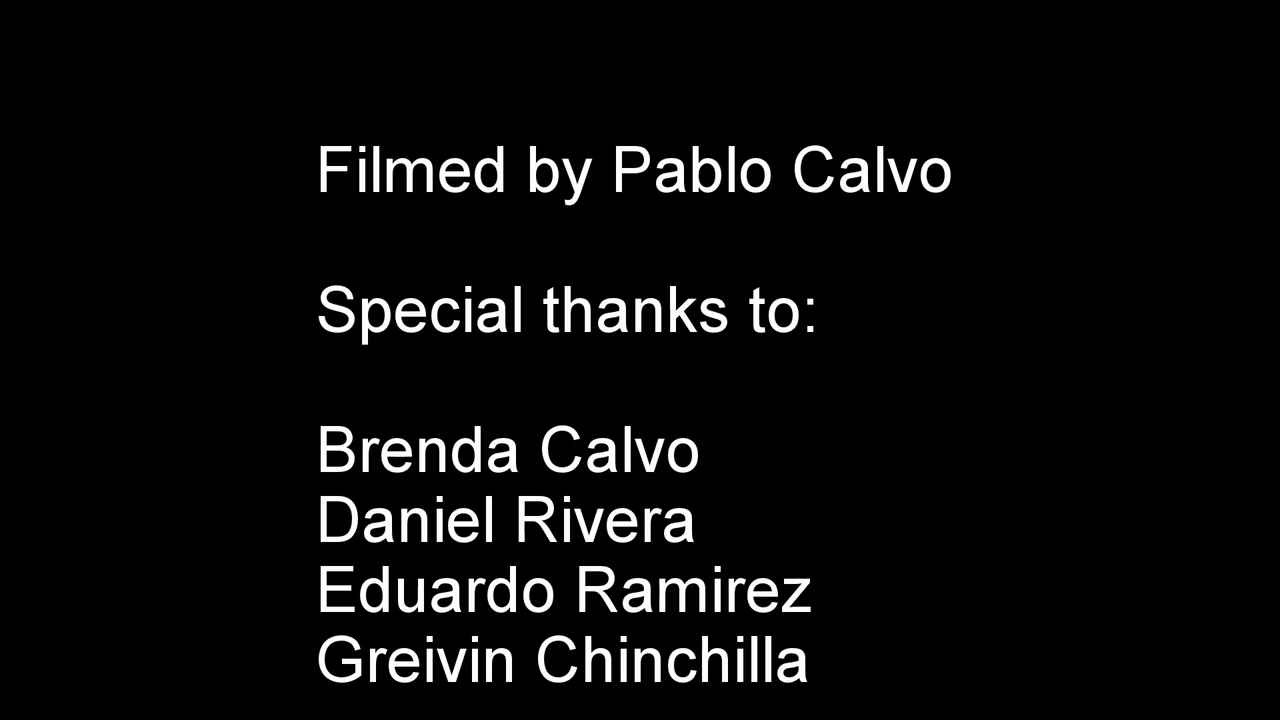 Filmed by Pablo Calvo
Special thanks to:
Brenda Calvo
Daniel Rivera
Eduardo Ramirez
Greivin Chinchilla